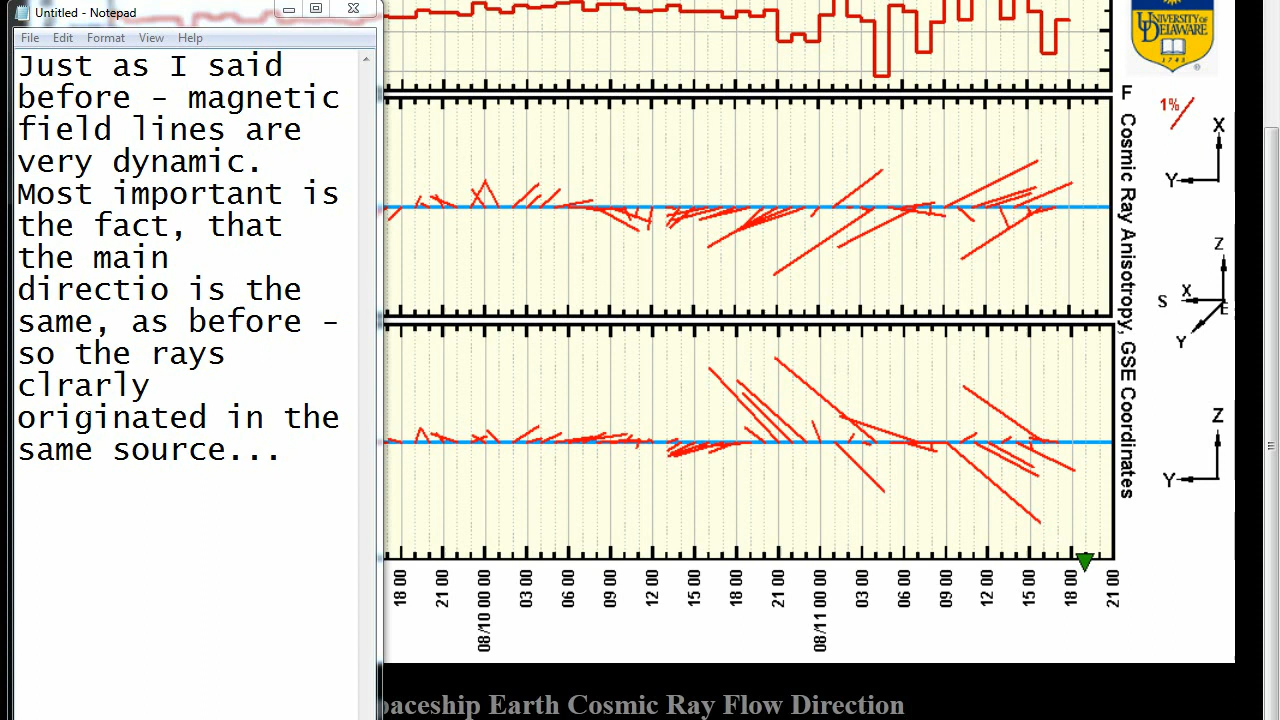 Untitled - Notepad
File Edit Format View Help
Just as I said
before - magnetic
field lines are
very dynamic.
Most important is
the fact, that
the main
directio is the
same, as before -
so the rays
clrarly
originated in the
same source...
UNIVERSITY OF
DELAWARE
1743
®
1%
X
Y
Z
X
S
E
Y
Z
Y
Cosmic Ray Anisotropy, GSE Coordinates
18 00
21 00
08/10 00 00
03 00
06 00
09 00
12 00
15 00
18 00
21 00
08/11 00 00
03 00
06 00
09 00
12 00
15 00
18 00
21 00
paceship Earth Cosmic Ray Flow Direction